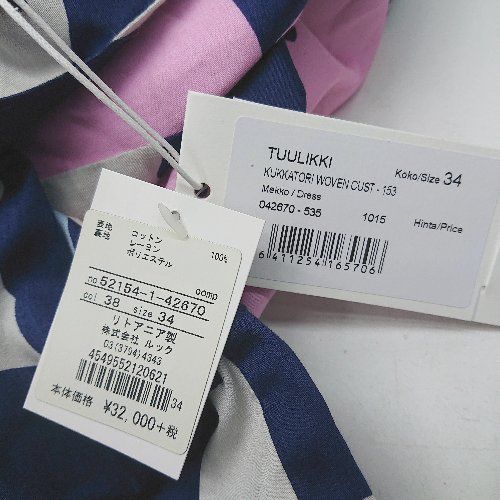 TUULIKKI
Koko/Size 34
KUKKATORI WOVEN CUST - 153
Mekko / Dress
042670 - 535 1015 Hinta/Price
6 411254 165706
表地 コットン 100%
裏地 レーヨン
ポリエステル
comp
no 52154-1-42670
col 38 size 34
リトアニア製
株式会社 ルック
03(3794)4343
4549552120621
34
本体価格 ¥32,000+税